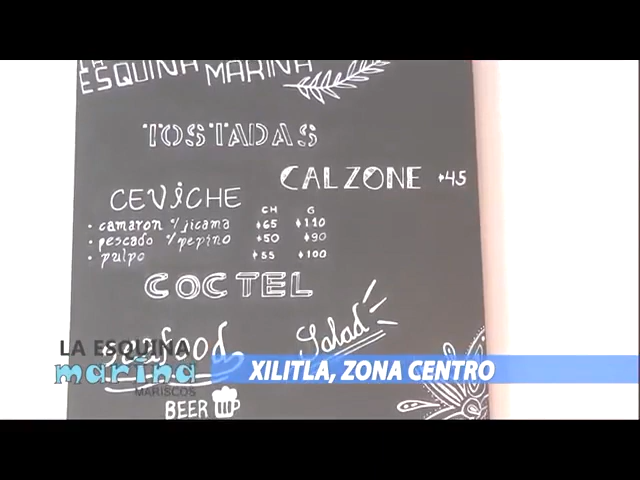 LA
ESQUINA MARINA
TOSTADAS
CALZONE $45
CEVICHE
CH G
• camaron c/jicama $65 $110
• pescado c/pepino $50 $90
• pulpo $55 $100
COCTEL
Seafood Salad
LA ESQUINA
marina
MARISCOS
XILITLA, ZONA CENTRO
BEER